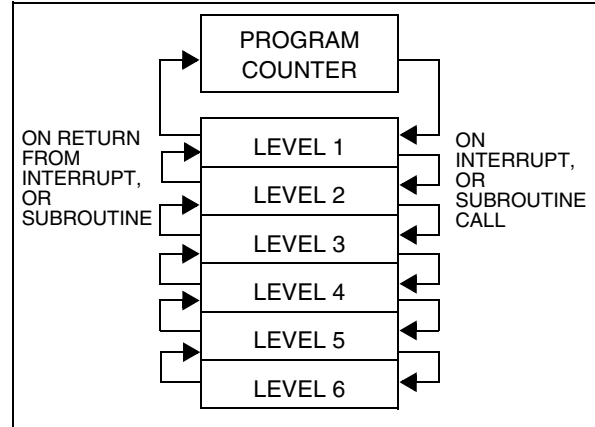 PROGRAM
COUNTER
ON RETURN
FROM
INTERRUPT,
OR
SUBROUTINE
LEVEL 1
LEVEL 2
LEVEL 3
LEVEL 4
LEVEL 5
LEVEL 6
ON
INTERRUPT,
OR
SUBROUTINE
CALL